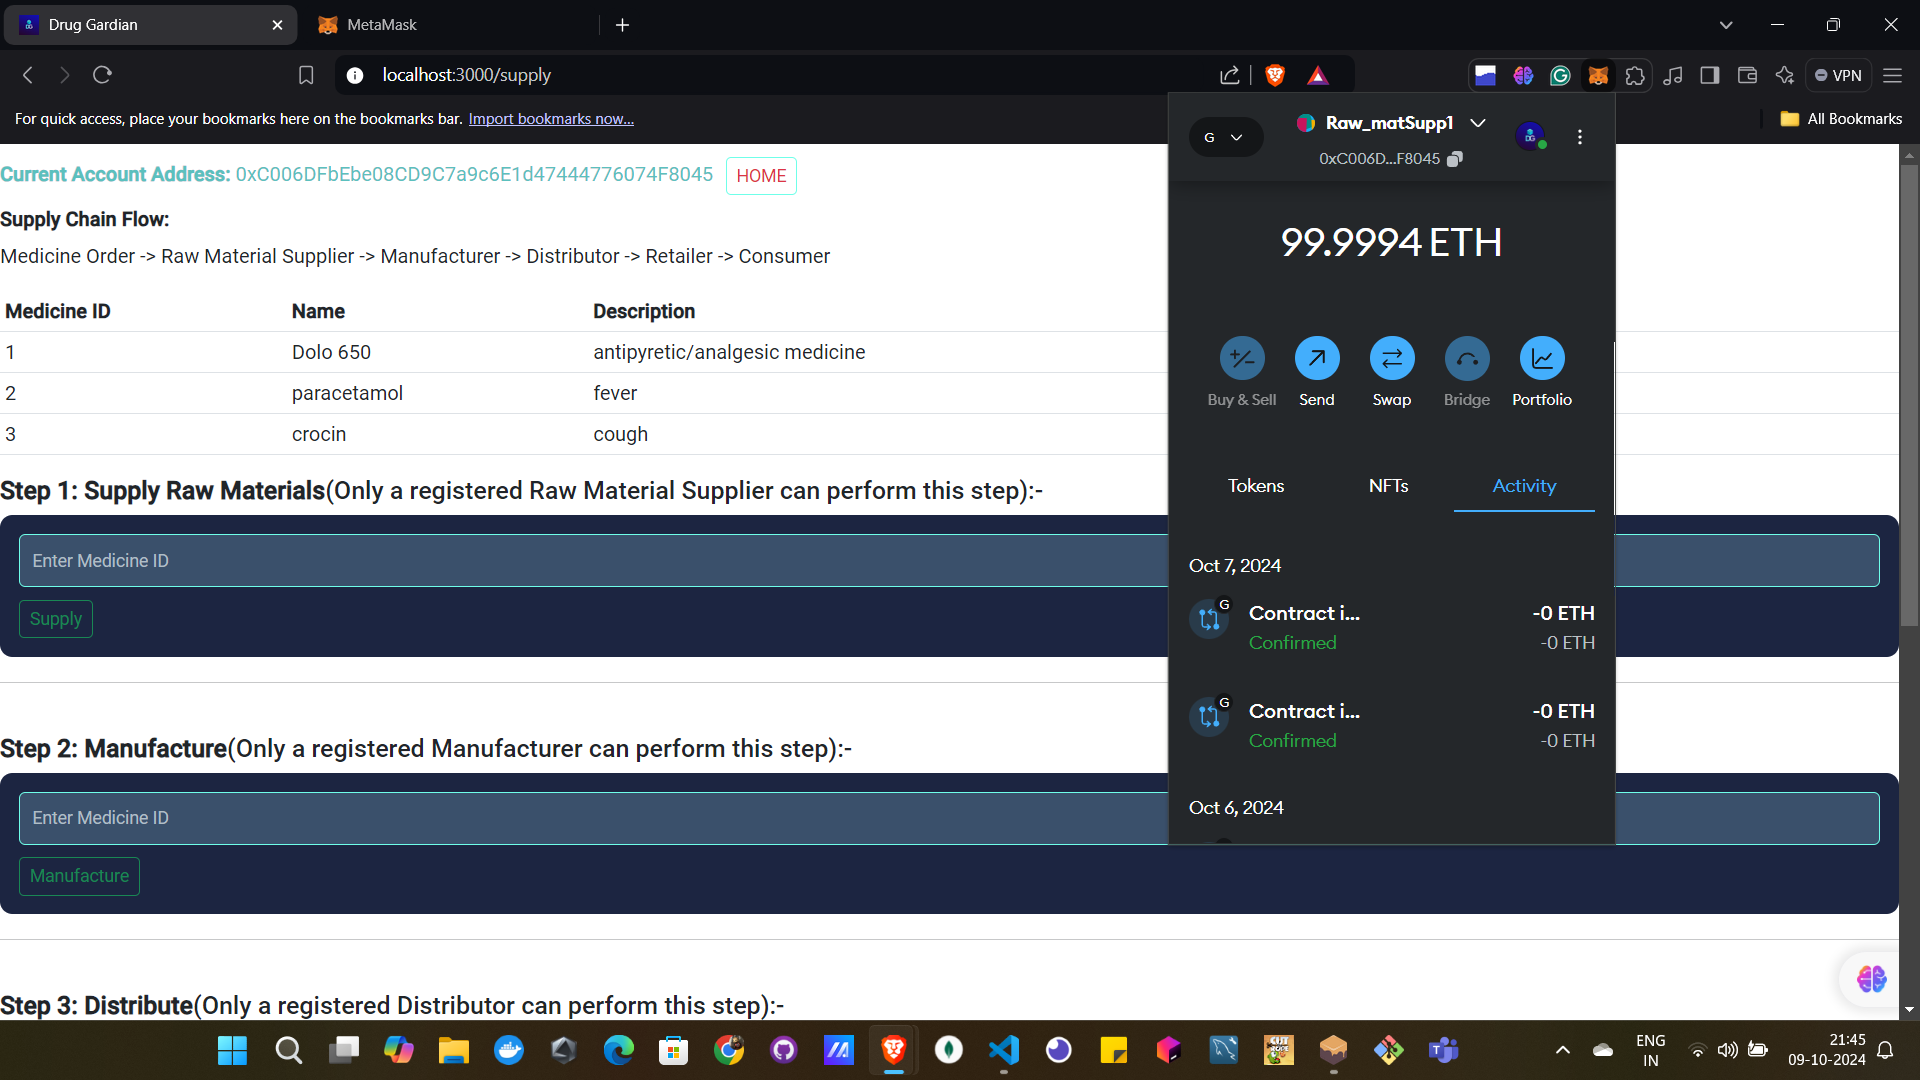 Drug Gardian
MetaMask
localhost:3000/supply
VPN
For quick access, place your bookmarks here on the bookmarks bar. Import bookmarks now...
All Bookmarks
Current Account Address: 0xC006DFbEbe08CD9C7a9c6E1d47444776074F8045
HOME
Supply Chain Flow:
Medicine Order -> Raw Material Supplier -> Manufacturer -> Distributor -> Retailer -> Consumer
Medicine ID Name Description
1 Dolo 650 antipyretic/analgesic medicine
2 paracetamol fever
3 crocin cough
Step 1: Supply Raw Materials(Only a registered Raw Material Supplier can perform this step):-
Enter Medicine ID
Supply
Step 2: Manufacture(Only a registered Manufacturer can perform this step):-
Enter Medicine ID
Manufacture
Step 3: Distribute(Only a registered Distributor can perform this step):-
G
Raw_matSupp1
0xC006D...F8045
99.9994 ETH
Buy & Sell Send Swap Bridge Portfolio
Tokens NFTs Activity
Oct 7, 2024
G
Contract i... -0 ETH
Confirmed -0 ETH
G
Contract i... -0 ETH
Confirmed -0 ETH
Oct 6, 2024
ENG
IN
21:45
09-10-2024